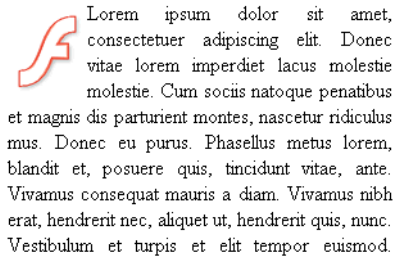 Lorem ipsum dolor sit amet,
consectetuer adipiscing elit. Donec
vitae lorem imperdiet lacus molestie
molestie. Cum sociis natoque penatibus
et magnis dis parturient montes, nascetur ridiculus
mus. Donec eu purus. Phasellus metus lorem,
blandit et, posuere quis, tincidunt vitae, ante.
Vivamus consequat mauris a diam. Vivamus nibh
erat, hendrerit nec, aliquet ut, hendrerit quis, nunc.
Vestibulum et turpis et elit tempor euismod.